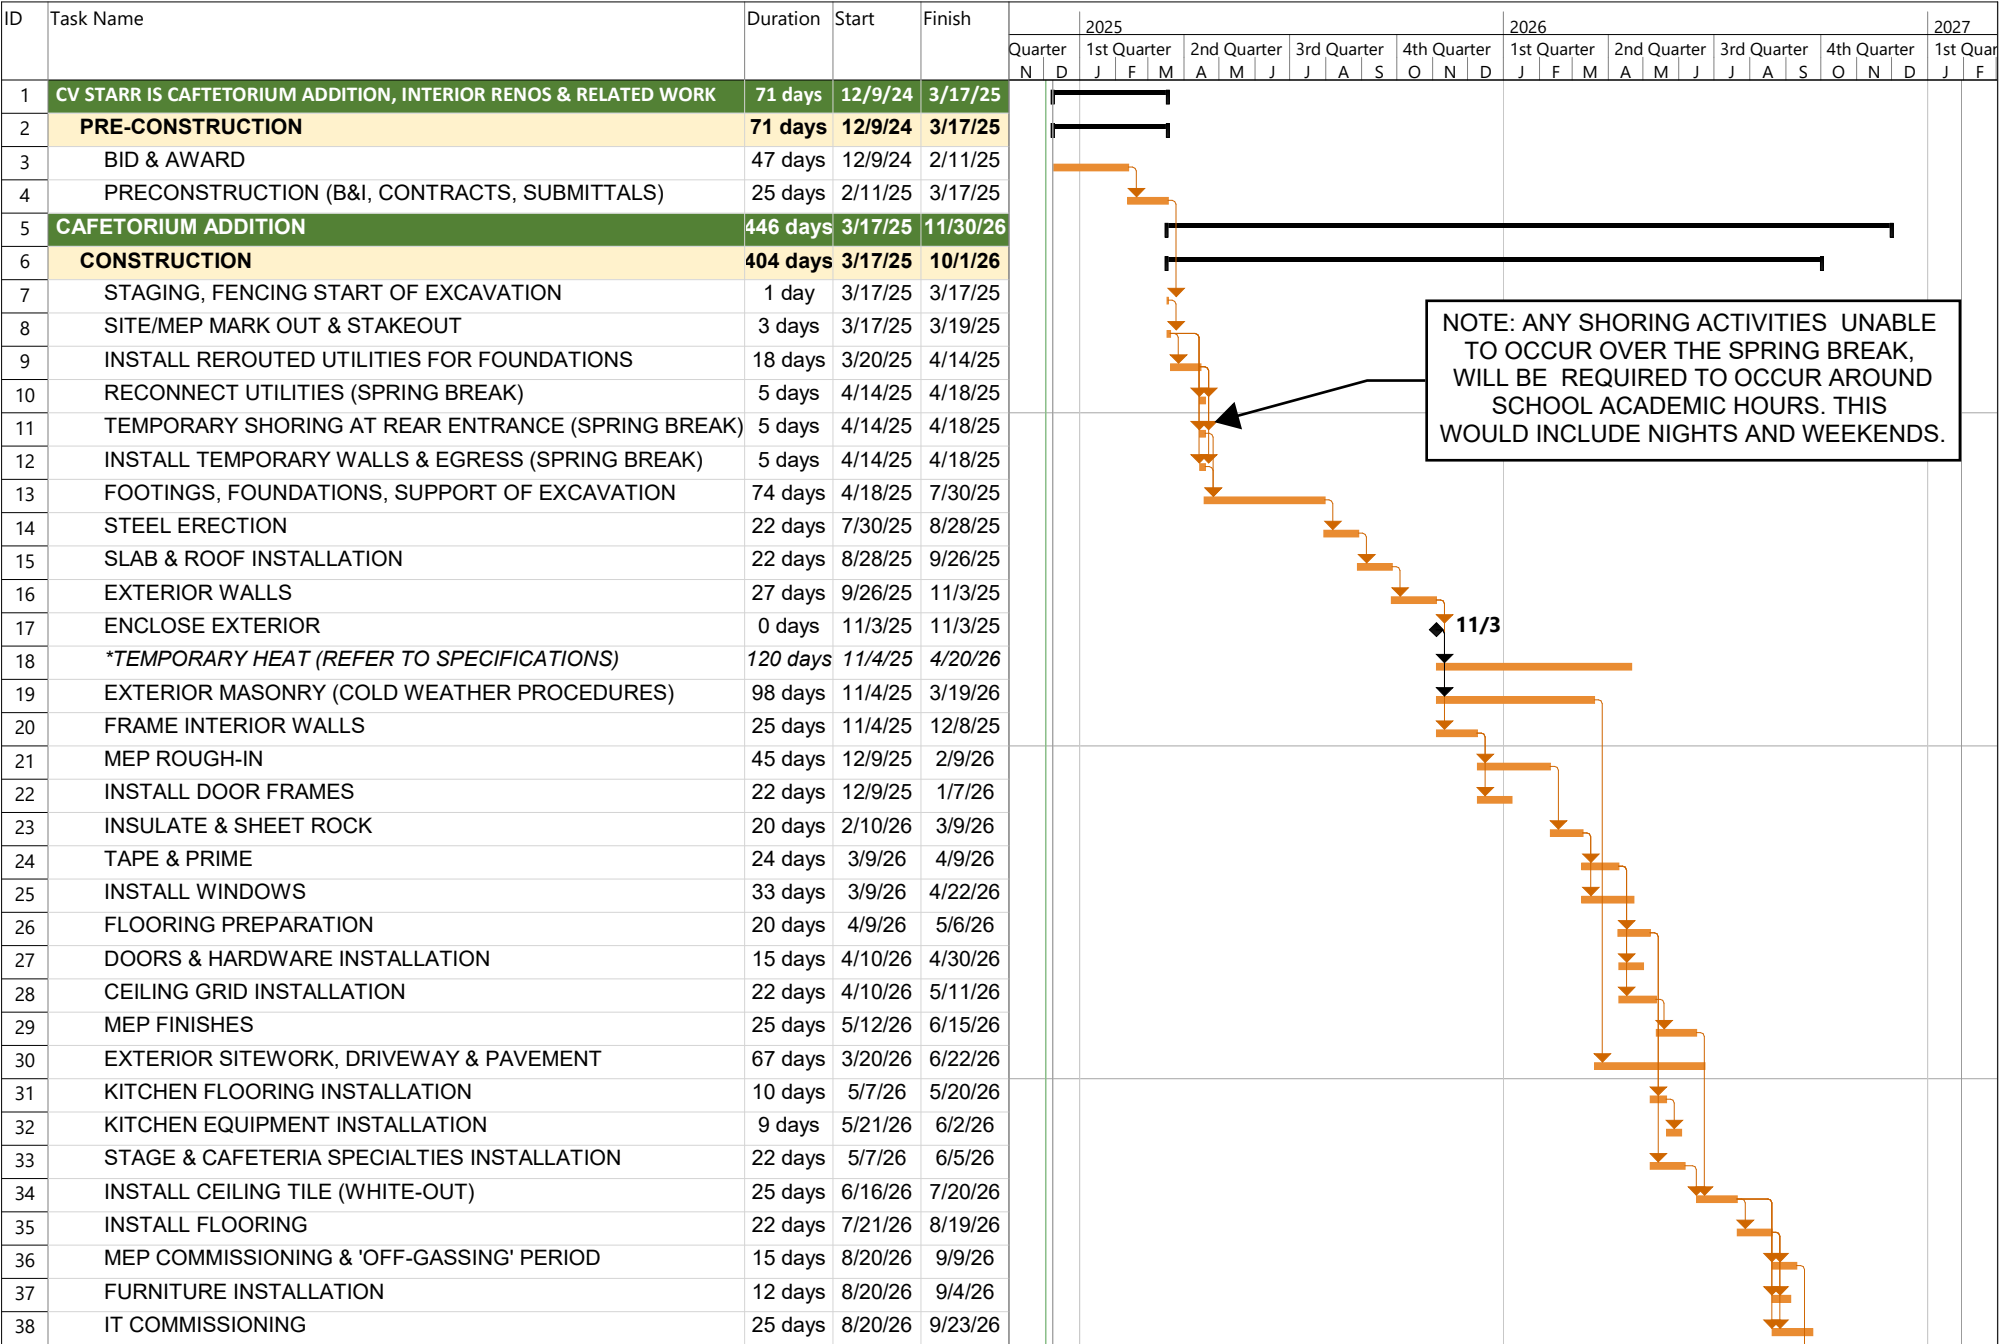 ID Task Name Duration Start Finish
2025 2026 2027
Quarter 1st Quarter 2nd Quarter 3rd Quarter 4th Quarter 1st Quarter 2nd Quarter 3rd Quarter 4th Quarter 1st Quar
N D J F M A M J J A S O N D J F M A M J J A S O N D J F
1 CV STARR IS CAFTETORIUM ADDITION, INTERIOR RENOS & RELATED WORK 71 days 12/9/24 3/17/25
2 PRE-CONSTRUCTION 71 days 12/9/24 3/17/25
3 BID & AWARD 47 days 12/9/24 2/11/25
4 PRECONSTRUCTION (B&I, CONTRACTS, SUBMITTALS) 25 days 2/11/25 3/17/25
5 CAFETORIUM ADDITION 446 days 3/17/25 11/30/26
6 CONSTRUCTION 404 days 3/17/25 10/1/26
7 STAGING, FENCING START OF EXCAVATION 1 day 3/17/25 3/17/25
8 SITE/MEP MARK OUT & STAKEOUT 3 days 3/17/25 3/19/25
9 INSTALL REROUTED UTILITIES FOR FOUNDATIONS 18 days 3/20/25 4/14/25
10 RECONNECT UTILITIES (SPRING BREAK) 5 days 4/14/25 4/18/25
11 TEMPORARY SHORING AT REAR ENTRANCE (SPRING BREAK) 5 days 4/14/25 4/18/25
12 INSTALL TEMPORARY WALLS & EGRESS (SPRING BREAK) 5 days 4/14/25 4/18/25
13 FOOTINGS, FOUNDATIONS, SUPPORT OF EXCAVATION 74 days 4/18/25 7/30/25
14 STEEL ERECTION 22 days 7/30/25 8/28/25
15 SLAB & ROOF INSTALLATION 22 days 8/28/25 9/26/25
16 EXTERIOR WALLS 27 days 9/26/25 11/3/25
17 ENCLOSE EXTERIOR 0 days 11/3/25 11/3/25
18 *TEMPORARY HEAT (REFER TO SPECIFICATIONS) 120 days 11/4/25 4/20/26
19 EXTERIOR MASONRY (COLD WEATHER PROCEDURES) 98 days 11/4/25 3/19/26
20 FRAME INTERIOR WALLS 25 days 11/4/25 12/8/25
21 MEP ROUGH-IN 45 days 12/9/25 2/9/26
22 INSTALL DOOR FRAMES 22 days 12/9/25 1/7/26
23 INSULATE & SHEET ROCK 20 days 2/10/26 3/9/26
24 TAPE & PRIME 24 days 3/9/26 4/9/26
25 INSTALL WINDOWS 33 days 3/9/26 4/22/26
26 FLOORING PREPARATION 20 days 4/9/26 5/6/26
27 DOORS & HARDWARE INSTALLATION 15 days 4/10/26 4/30/26
28 CEILING GRID INSTALLATION 22 days 4/10/26 5/11/26
29 MEP FINISHES 25 days 5/12/26 6/15/26
30 EXTERIOR SITEWORK, DRIVEWAY & PAVEMENT 67 days 3/20/26 6/22/26
31 KITCHEN FLOORING INSTALLATION 10 days 5/7/26 5/20/26
32 KITCHEN EQUIPMENT INSTALLATION 9 days 5/21/26 6/2/26
33 STAGE & CAFETERIA SPECIALTIES INSTALLATION 22 days 5/7/26 6/5/26
34 INSTALL CEILING TILE (WHITE-OUT) 25 days 6/16/26 7/20/26
35 INSTALL FLOORING 22 days 7/21/26 8/19/26
36 MEP COMMISSIONING & 'OFF-GASSING' PERIOD 15 days 8/20/26 9/9/26
37 FURNITURE INSTALLATION 12 days 8/20/26 9/4/26
38 IT COMMISSIONING 25 days 8/20/26 9/23/26
NOTE: ANY SHORING ACTIVITIES UNABLE
TO OCCUR OVER THE SPRING BREAK,
WILL BE REQUIRED TO OCCUR AROUND
SCHOOL ACADEMIC HOURS. THIS
WOULD INCLUDE NIGHTS AND WEEKENDS.
11/3